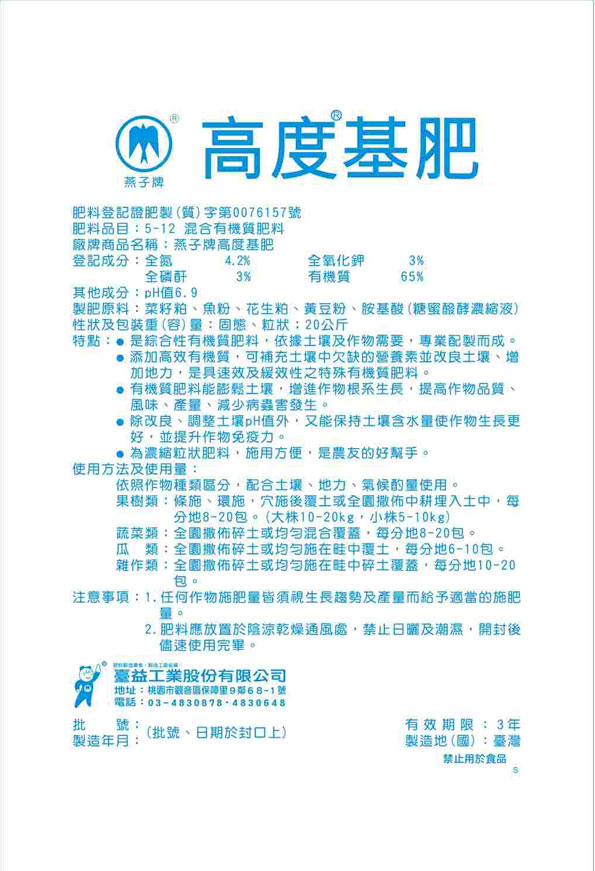 ® 高度®基肥
燕子牌
肥料登記證肥製(質)字第0076157號
肥料品目：5-12 混合有機質肥料
廠牌商品名稱：燕子牌高度基肥
登記成分：全氮 4.2% 全氧化鉀 3%
全磷酐 3% 有機質 65%
其他成分：pH值6.9
製肥原料：菜籽粕、魚粉、花生粕、黃豆粉、胺基酸(糖蜜醱酵濃縮液)
性狀及包裝重(容)量：固態、粒狀；20公斤
特點：● 是綜合性有機質肥料，依據土壤及作物需要，專業配製而成。
● 添加高效有機質，可補充土壤中欠缺的營養素並改良土壤、增
加地力，是具速效及緩效性之特殊有機質肥料。
● 有機質肥料能膨鬆土壤，增進作物根系生長，提高作物品質、
風味、產量、減少病蟲害發生。
● 除改良、調整土壤pH值外，又能保持土壤含水量使作物生長更
好，並提升作物免疫力。
● 為濃縮粒狀肥料，施用方便，是農友的好幫手。
使用方法及使用量：
依照作物種類區分，配合土壤、地力、氣候酌量使用。
果樹類：條施、環施，穴施後覆土或全園撒佈中耕埋入土中，每
分地8-20包。(大株10-20kg，小株5-10kg)
蔬菜類：全園撒佈碎土或均勻混合覆蓋，每分地8-20包。
瓜 類：全園撒佈碎土或均勻施在畦中覆土，每分地6-10包。
雜作類：全園撒佈碎土或均勻施在畦中碎土覆蓋，每分地10-20
包。
注意事項：1.任何作物施肥量皆須視生長趨勢及產量而給予適當的施肥
量。
2.肥料應放置於陰涼乾燥通風處，禁止日曬及潮濕，開封後
儘速使用完畢。
®
臺益工業股份有限公司
地址：桃園市觀音區保障里9鄰68-1號
電話：03-4830878・4830648
批 號：
製造年月：(批號、日期於封口上)
有效期限：3年
製造地(國)：臺灣
禁止用於食品
S